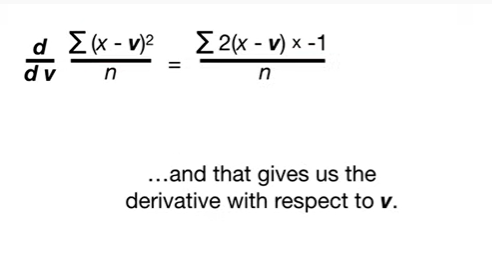 d/dv Σ(x - v)²/n = Σ2(x - v) × -1/n
...and that gives us the
derivative with respect to v.